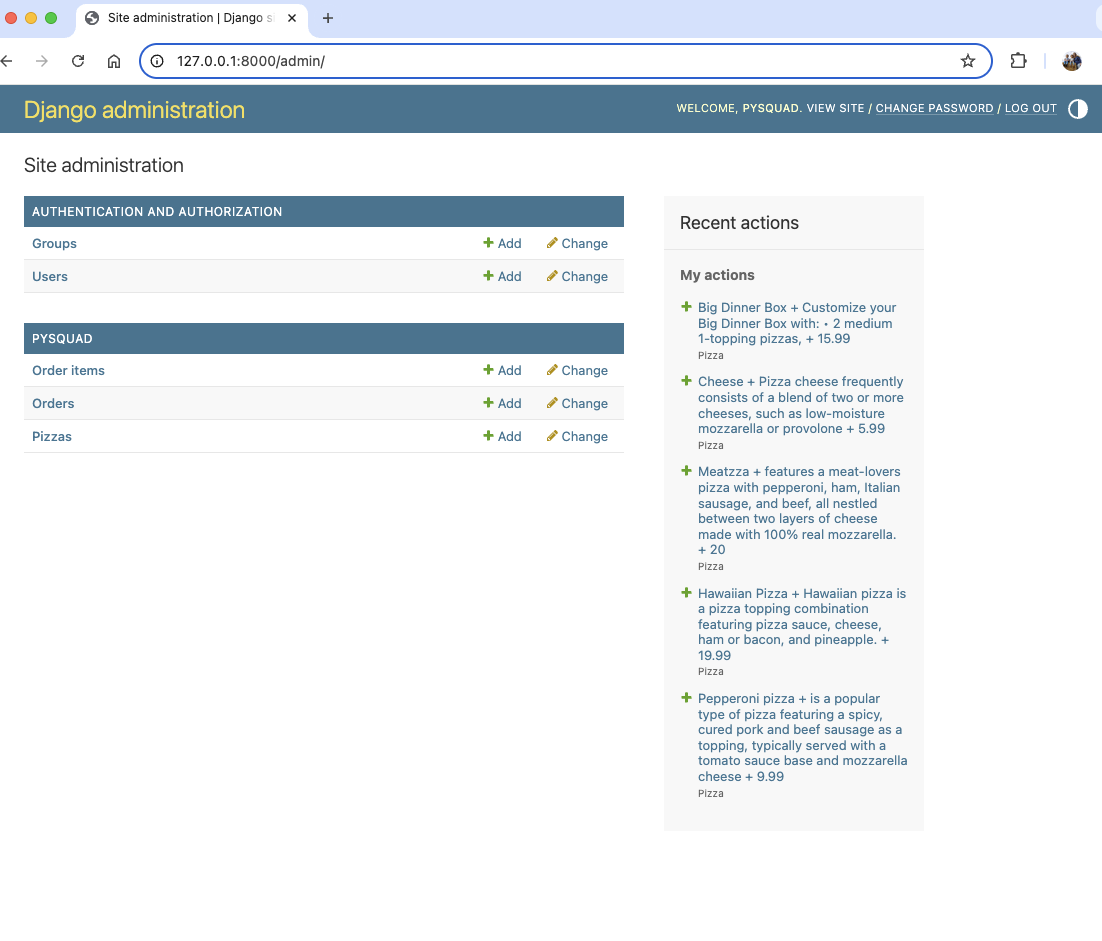 Site administration | Django s
127.0.0.1:8000/admin/
Django administration
WELCOME, PYSQUAD. VIEW SITE / CHANGE PASSWORD / LOG OUT
Site administration
AUTHENTICATION AND AUTHORIZATION
Groups Add Change
Users Add Change
PYSQUAD
Order items Add Change
Orders Add Change
Pizzas Add Change
Recent actions
My actions
Big Dinner Box + Customize your
Big Dinner Box with: • 2 medium
1-topping pizzas, + 15.99
Pizza
Cheese + Pizza cheese frequently
consists of a blend of two or more
cheeses, such as low-moisture
mozzarella or provolone + 5.99
Pizza
Meatzza + features a meat-lovers
pizza with pepperoni, ham, Italian
sausage, and beef, all nestled
between two layers of cheese
made with 100% real mozzarella.
+ 20
Pizza
Hawaiian Pizza + Hawaiian pizza is
a pizza topping combination
featuring pizza sauce, cheese,
ham or bacon, and pineapple. +
19.99
Pizza
Pepperoni pizza + is a popular
type of pizza featuring a spicy,
cured pork and beef sausage as a
topping, typically served with a
tomato sauce base and mozzarella
cheese + 9.99
Pizza